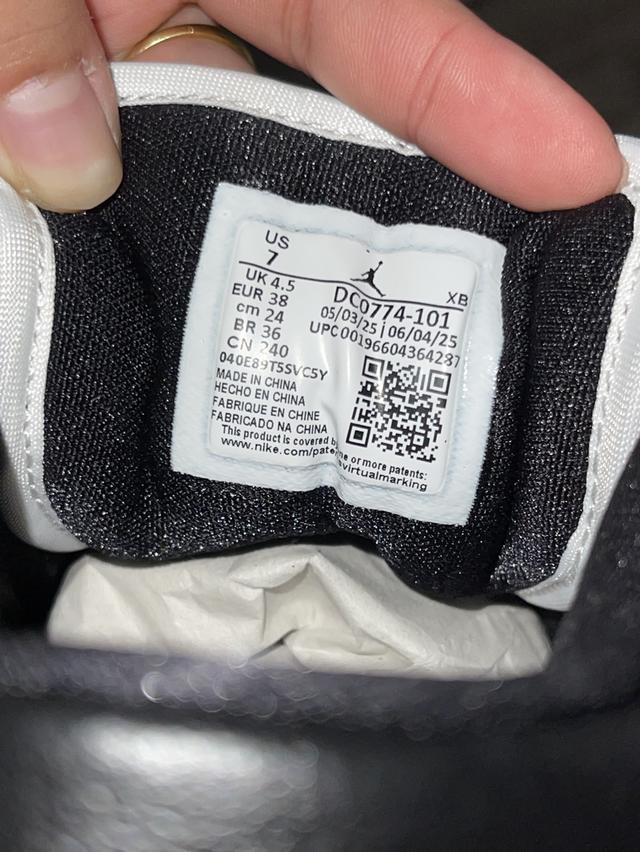 US
7
XB
UK 4.5
EUR 38
cm 24
BR 36
CN 240
DC0774-101
05/03/25 | 06/04/25
UPC 00196604364237
040E89T5SVC5Y
MADE IN CHINA
HECHO EN CHINA
FABRIQUE EN CHINE
FABRICADO NA CHINA
This product is covered by ne or more patents:
www.nike.com/pate svirtualmarking